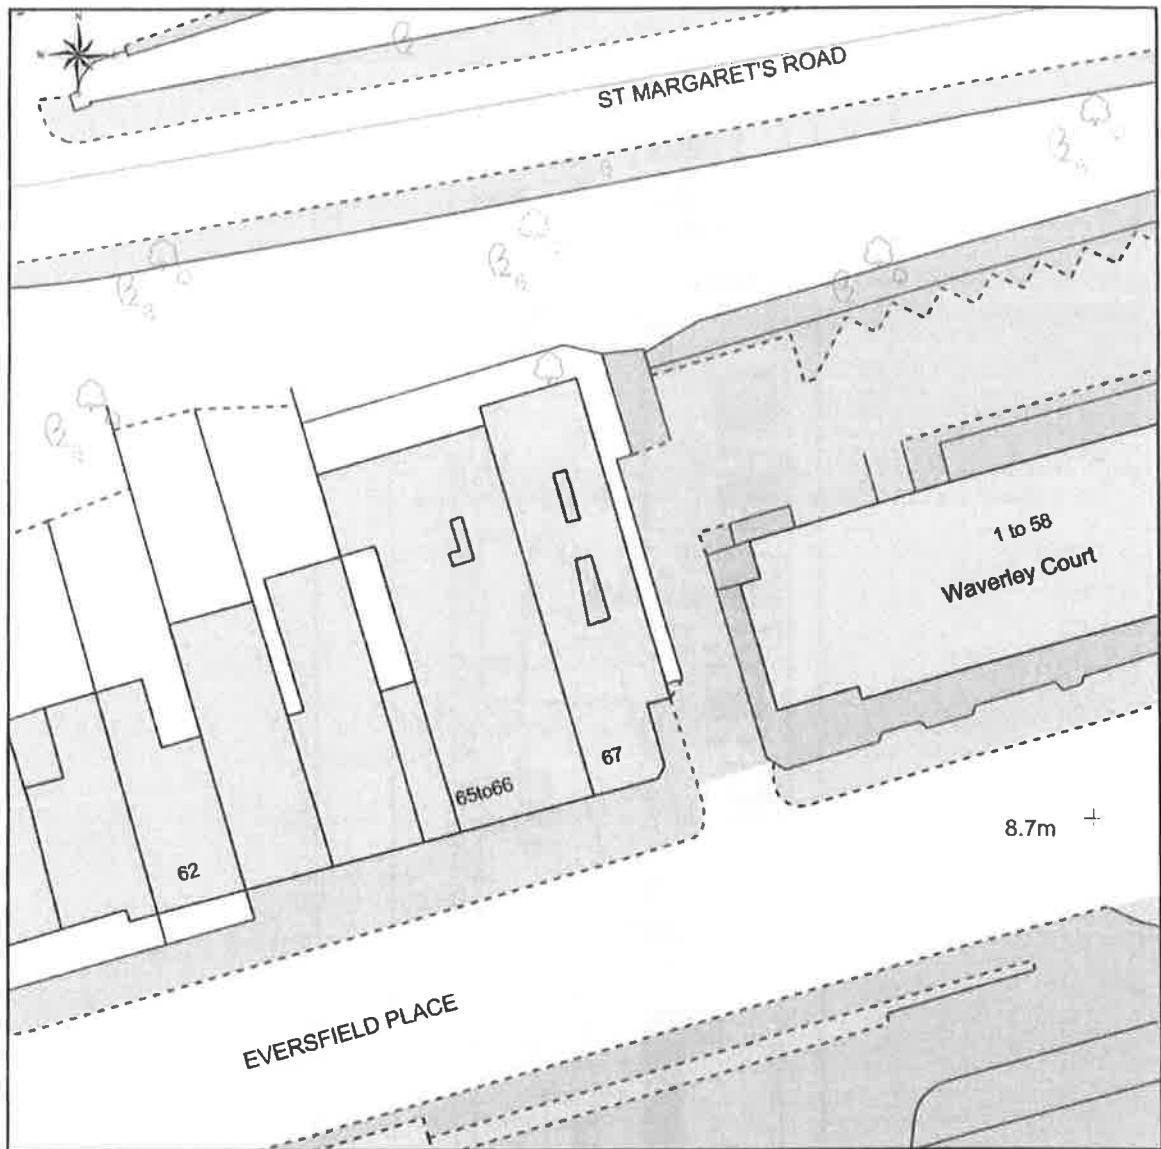 N
ST MARGARET'S ROAD
1 to 58
Waverley Court
67
65to66
8.7m
62
EVERSFIELD PLACE